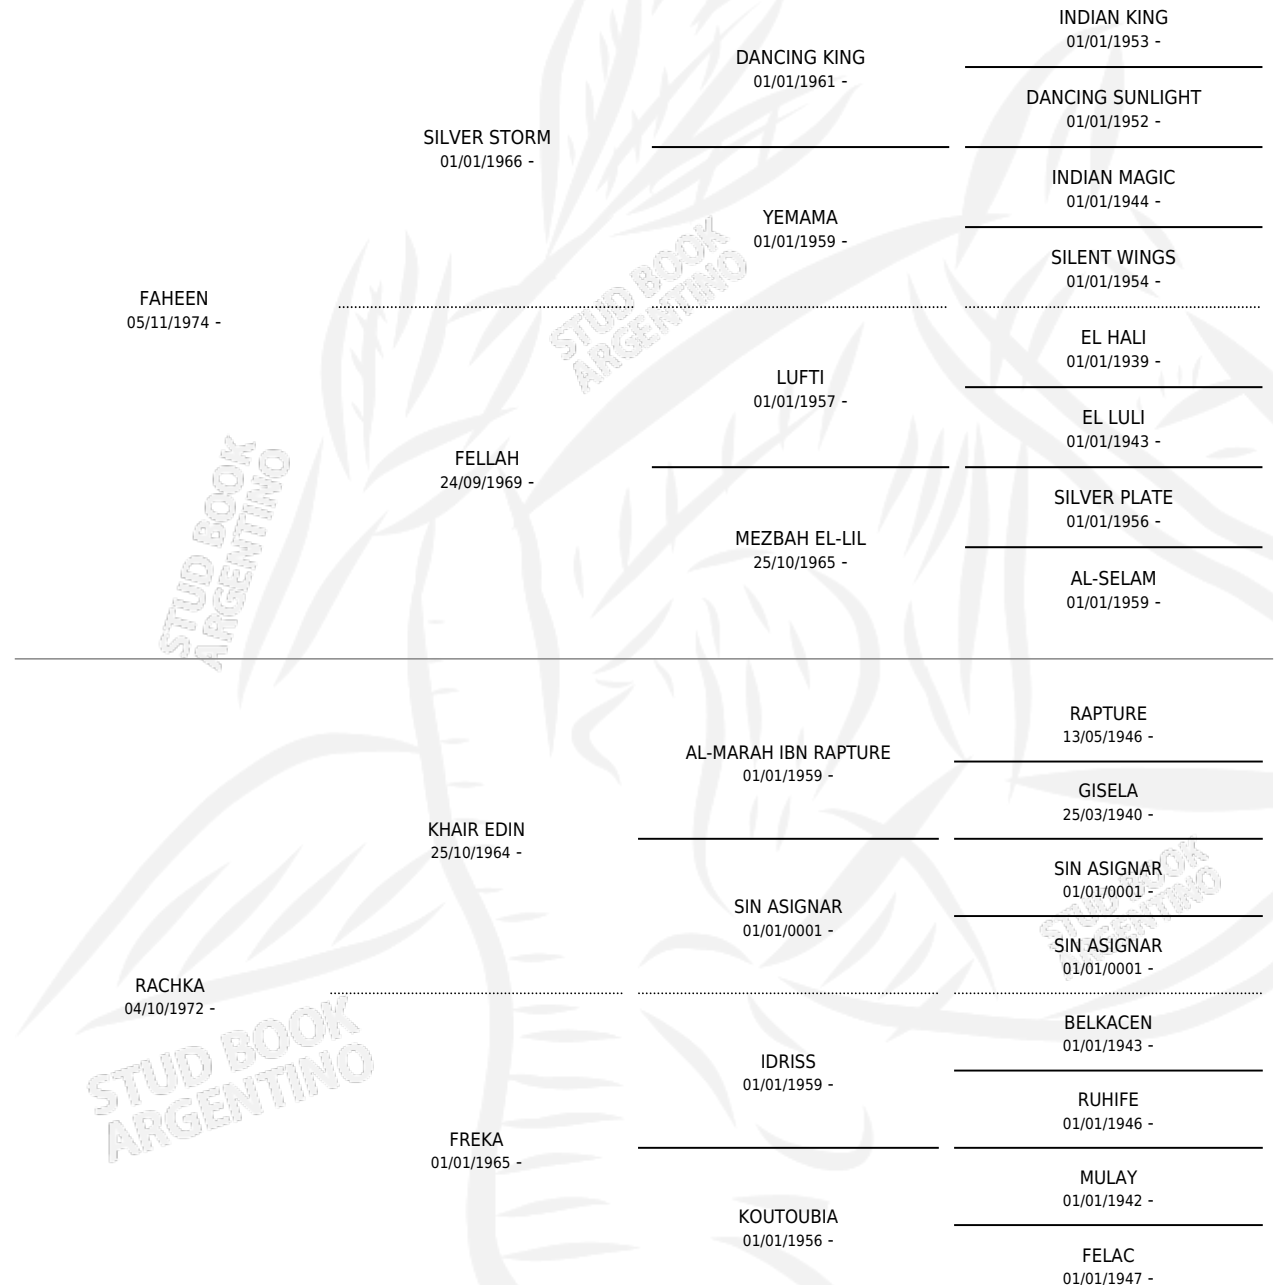 INDIAN KING
01/01/1953 -
DANCING KING
01/01/1961 -
DANCING SUNLIGHT
01/01/1952 -
SILVER STORM
01/01/1966 -
INDIAN MAGIC
01/01/1944 -
YEMAMA
01/01/1959 -
SILENT WINGS
01/01/1954 -
FAHEEN
05/11/1974 -
STUD BOOK
ARGENTINO
EL HALI
01/01/1939 -
LUFTI
01/01/1957 -
EL LULI
01/01/1943 -
FELLAH
24/09/1969 -
SILVER PLATE
01/01/1956 -
MEZBAH EL-LIL
25/10/1965 -
AL-SELAM
01/01/1959 -
STUD BOOK
ARGENTINO
RAPTURE
13/05/1946 -
AL-MARAH IBN RAPTURE
01/01/1959 -
GISELA
25/03/1940 -
KHAIR EDIN
25/10/1964 -
SIN ASIGNAR
01/01/0001 -
SIN ASIGNAR
01/01/0001 -
SIN ASIGNAR
01/01/0001 -
STUD BOOK
ARGENTINO
RACHKA
04/10/1972 -
STUD BOOK
ARGENTINO
BELKACEN
01/01/1943 -
IDRISS
01/01/1959 -
RUHIFE
01/01/1946 -
FREKA
01/01/1965 -
MULAY
01/01/1942 -
KOUTOUBIA
01/01/1956 -
FELAC
01/01/1947 -